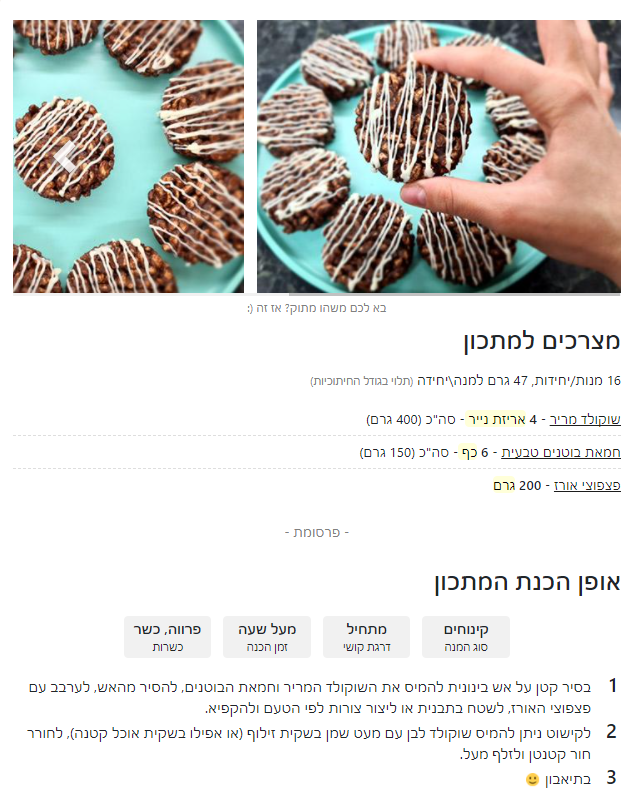 בא לכם משהו מתוק? אז זה (:
מצרכים למתכון
16 מנות/יחידות, 47 גרם למנה\יחידה (תלוי בגודל החיתוכיות)
שוקולד מריר - 4 אריזת נייר - סה"כ (400 גרם)
חמאת בוטנים טבעית - 6 כף - סה"כ (150 גרם)
פצפוצי אורז - 200 גרם
- פרסומת -
אופן הכנת המתכון
קינוחים מתחיל מעל שעה פרווה, כשר
סוג המנה דרגת קושי זמן הכנה כשרות
1 בסיר קטן על אש בינונית להמיס את השוקולד המריר וחמאת הבוטנים, להסיר מהאש, לערבב עם
פצפוצי האורז, לשטח בתבנית או ליצור צורות לפי הטעם ולהקפיא.
2 לקישוט ניתן להמיס שוקולד לבן עם מעט שמן בשקית זילוף (או אפילו בשקית אוכל קטנה), לחורר
חור קטנטן ולזלף מעל.
3 בתיאבון 🙂